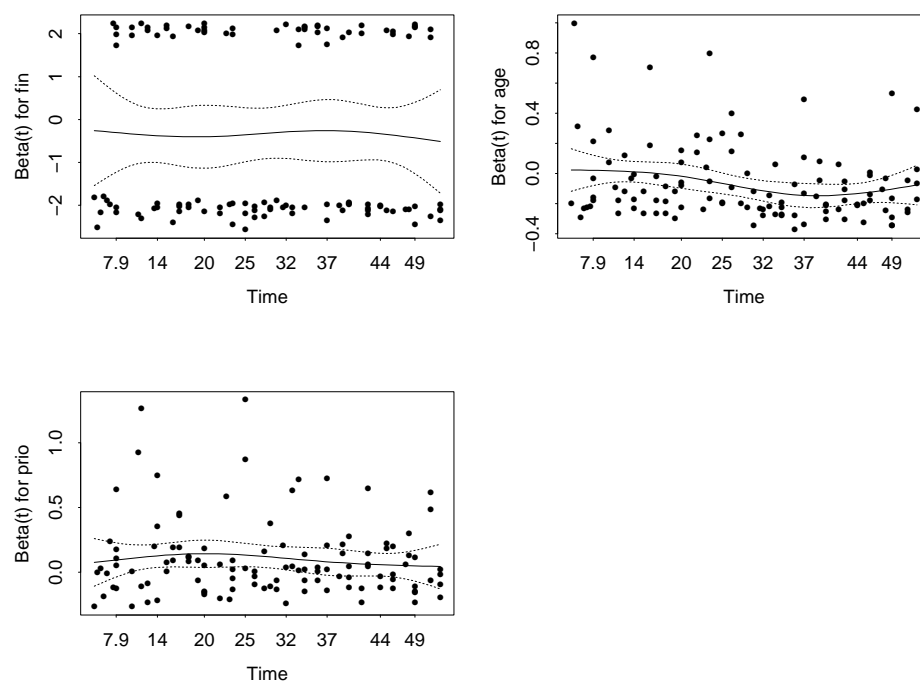 Beta(t) for fin
2
1
0
−1
−2
7.9 14 20 25 32 37 44 49
Time
Beta(t) for age
0.8
0.4
0.0
−0.4
7.9 14 20 25 32 37 44 49
Time
Beta(t) for prio
1.0
0.5
0.0
7.9 14 20 25 32 37 44 49
Time